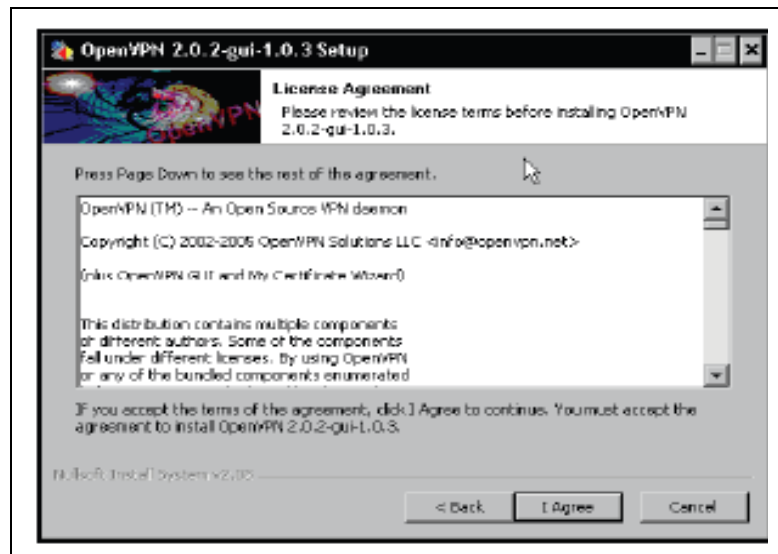 OpenVPN 2.0.2-gui-1.0.3 Setup
OpenVPN
License Agreement
Please review the license terms before installing OpenVPN
2.0.2-gui-1.0.3.
Press Page Down to see the rest of the agreement.
OpenVPN (TM) -- An Open Source VPN daemon
Copyright (C) 2002-2005 OpenVPN Solutions LLC <info@openvpn.net>
(plus OpenVPN GUI and My Certificate Wizard)
This distribution contains multiple components
of different authors. Some of the components
fall under different licenses. By using OpenVPN
or any of the bundled components enumerated
If you accept the terms of the agreement, click I Agree to continue. You must accept the
agreement to install OpenVPN 2.0.2-gui-1.0.3.
Nullsoft Install System
< Back
I Agree
Cancel